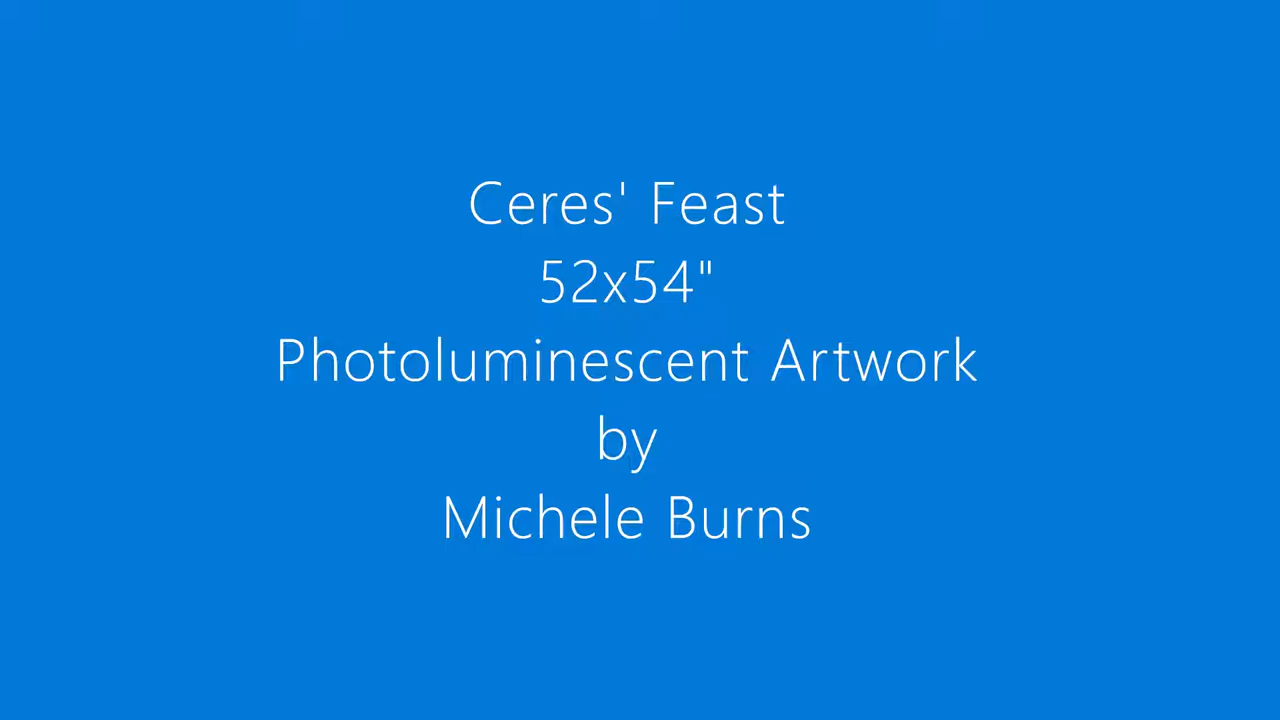 Ceres' Feast
52x54"
Photoluminescent Artwork
by
Michele Burns